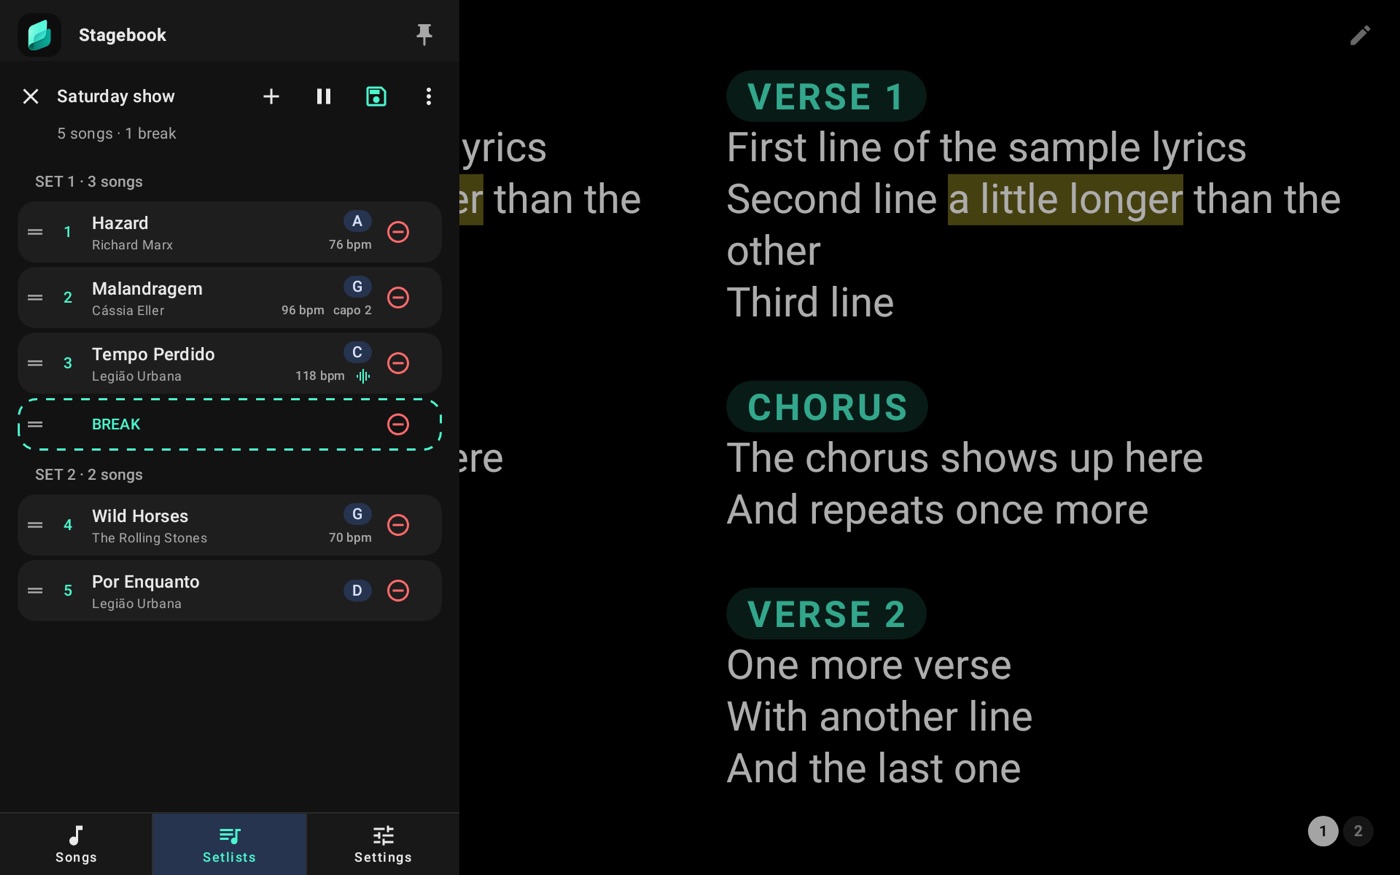 Stagebook
Saturday show
5 songs · 1 break
SET 1 · 3 songs
1 Hazard A
Richard Marx 76 bpm
2 Malandragem G
Cássia Eller 96 bpm capo 2
3 Tempo Perdido C
Legião Urbana 118 bpm
BREAK
SET 2 · 2 songs
4 Wild Horses G
The Rolling Stones 70 bpm
5 Por Enquanto D
Legião Urbana
Songs
Setlists
Settings
yrics
er than the
ere
VERSE 1
First line of the sample lyrics
Second line a little longer than the
other
Third line
CHORUS
The chorus shows up here
And repeats once more
VERSE 2
One more verse
With another line
And the last one
1 2